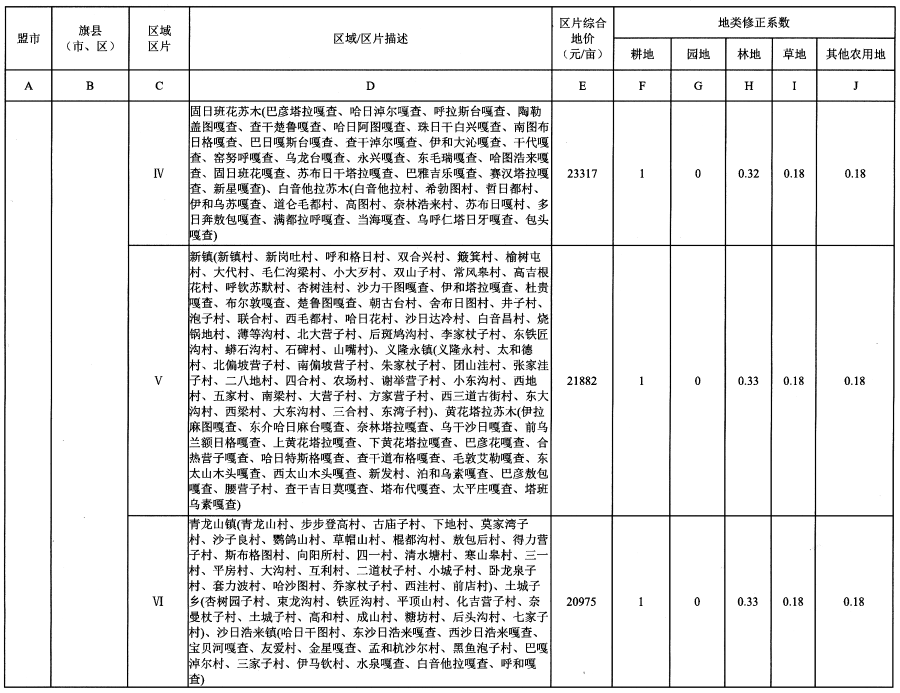 盟市
旗县
（市、区）
区域
区片
区域/区片描述
区片综合
地价
（元/亩）
地类修正系数
耕地
园地
林地
草地
其他农用地
A
B
C
D
E
F
G
H
I
J
Ⅳ
固日班花苏木(巴彦塔拉嘎查、哈日淖尔嘎查、呼拉斯台嘎查、陶勒
盖图嘎查、查干楚鲁嘎查、哈日阿图嘎查、珠日干白兴嘎查、南图布
日格嘎查、巴日嘎斯台嘎查、查干淖尔嘎查、伊和大沁嘎查、干代嘎
查、窑努呼嘎查、乌龙台嘎查、永兴嘎查、东毛瑞嘎查、哈图浩来嘎
查、固日班花嘎查、苏布日干塔拉嘎查、巴雅吉乐嘎查、赛汉塔拉嘎
查、新星嘎查)、白音他拉苏木(白音他拉村、希勃图村、哲日都村、
伊和乌苏嘎查、道仑毛都村、高图村、奈林浩来村、苏布日嘎村、多
日奔敖包嘎查、满都拉呼嘎查、当海嘎查、乌呼仁塔日牙嘎查、包头
嘎查)
23317
1
0
0.32
0.18
0.18
Ⅴ
新镇(新镇村、新岗吐村、呼和格日村、双合兴村、簸箕村、榆树屯
村、大代村、毛仁沟梁村、小大歹村、双山子村、常风皋村、高吉根
花村、呼钦苏默村、杏树洼村、沙力干图嘎查、伊和塔拉嘎查、杜贵
嘎查、布尔敦嘎查、楚鲁图嘎查、朝古台村、舍布日图村、井子村、
泡子村、联合村、西毛都村、哈日花村、沙日达冷村、白音昌村、烧
锅地村、薄等沟村、北大营子村、后斑鸠沟村、李家杖子村、东铁匠
沟村、蟒石沟村、石碑村、山嘴村)、义隆永镇(义隆永村、太和德
村、北偏坡营子村、南偏坡营子村、朱家杖子村、团山洼村、张家洼
子村、二八地村、四合村、农场村、谢举营子村、小东沟村、西地
村、五家村、南梁村、大营子村、方家营子村、西三道古街村、东大
沟村、西梁村、大东沟村、三合村、东湾子村)、黄花塔拉苏木(伊拉
麻图嘎查、东介哈日麻台嘎查、奈林塔拉嘎查、乌干沙日嘎查、前乌
兰额日格嘎查、上黄花塔拉嘎查、下黄花塔拉嘎查、巴彦花嘎查、合
热营子嘎查、哈日特斯格嘎查、查干道布格嘎查、毛敦艾勒嘎查、东
太山木头嘎查、西太山木头嘎查、新发村、泊和乌素嘎查、巴彦敖包
嘎查、腰营子村、查干吉日莫嘎查、塔布代嘎查、太平庄嘎查、塔班
乌素嘎查)
21882
1
0
0.33
0.18
0.18
Ⅵ
青龙山镇(青龙山村、步步登高村、古庙子村、下地村、莫家湾子
村、沙子良村、鹦鸽山村、草帽山村、棍都沟村、敖包后村、得力营
子村、斯布格图村、向阳所村、四一村、清水塘村、寒山皋村、三一
村、平房村、大沟村、互利村、二道杖子村、小城子村、卧龙泉子
村、套力波村、哈沙图村、乔家杖子村、西洼村、前店村)、土城子
乡(杏树园子村、束龙沟村、铁匠沟村、平顶山村、化吉营子村、奈
曼杖子村、土城子村、高和村、成山村、糖坊村、后头沟村、七家子
村)、沙日浩来镇(哈日干图村、东沙日浩来嘎查、西沙日浩来嘎查、
宝贝河嘎查、友爱村、金星嘎查、孟和杭沙尔村、黑鱼泡子村、巴嘎
淖尔村、三家子村、伊马钦村、水泉嘎查、白音他拉嘎查、呼和嘎
查)
20975
1
0
0.33
0.18
0.18